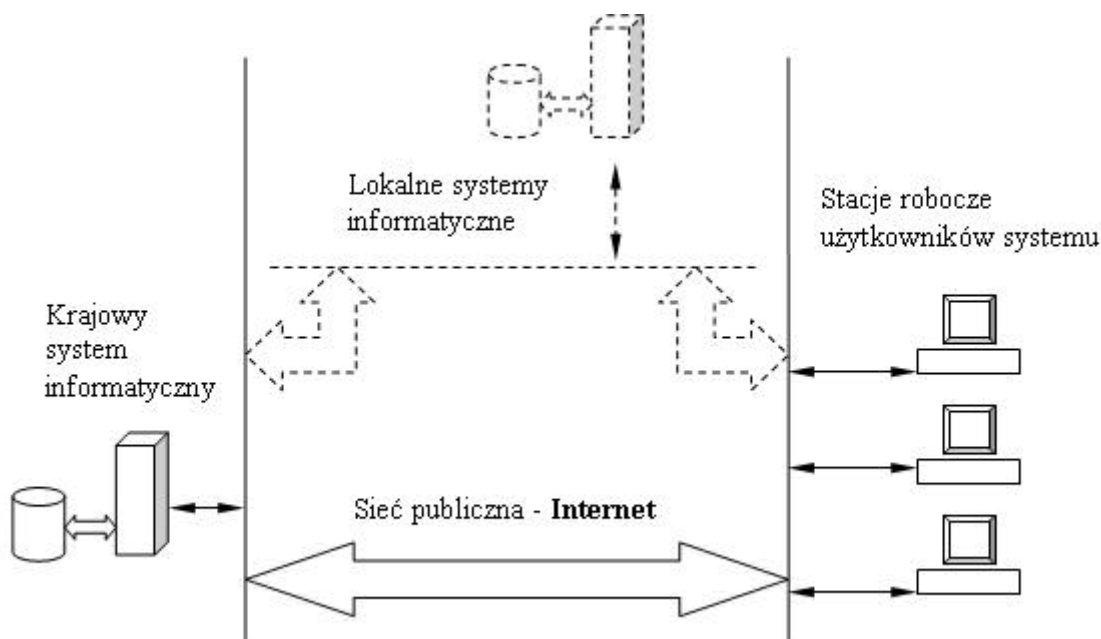 Lokalne systemy
informatyczne
Stacje robocze
użytkowników systemu
Krajowy
system
informatyczny
Sieć publiczna - Internet